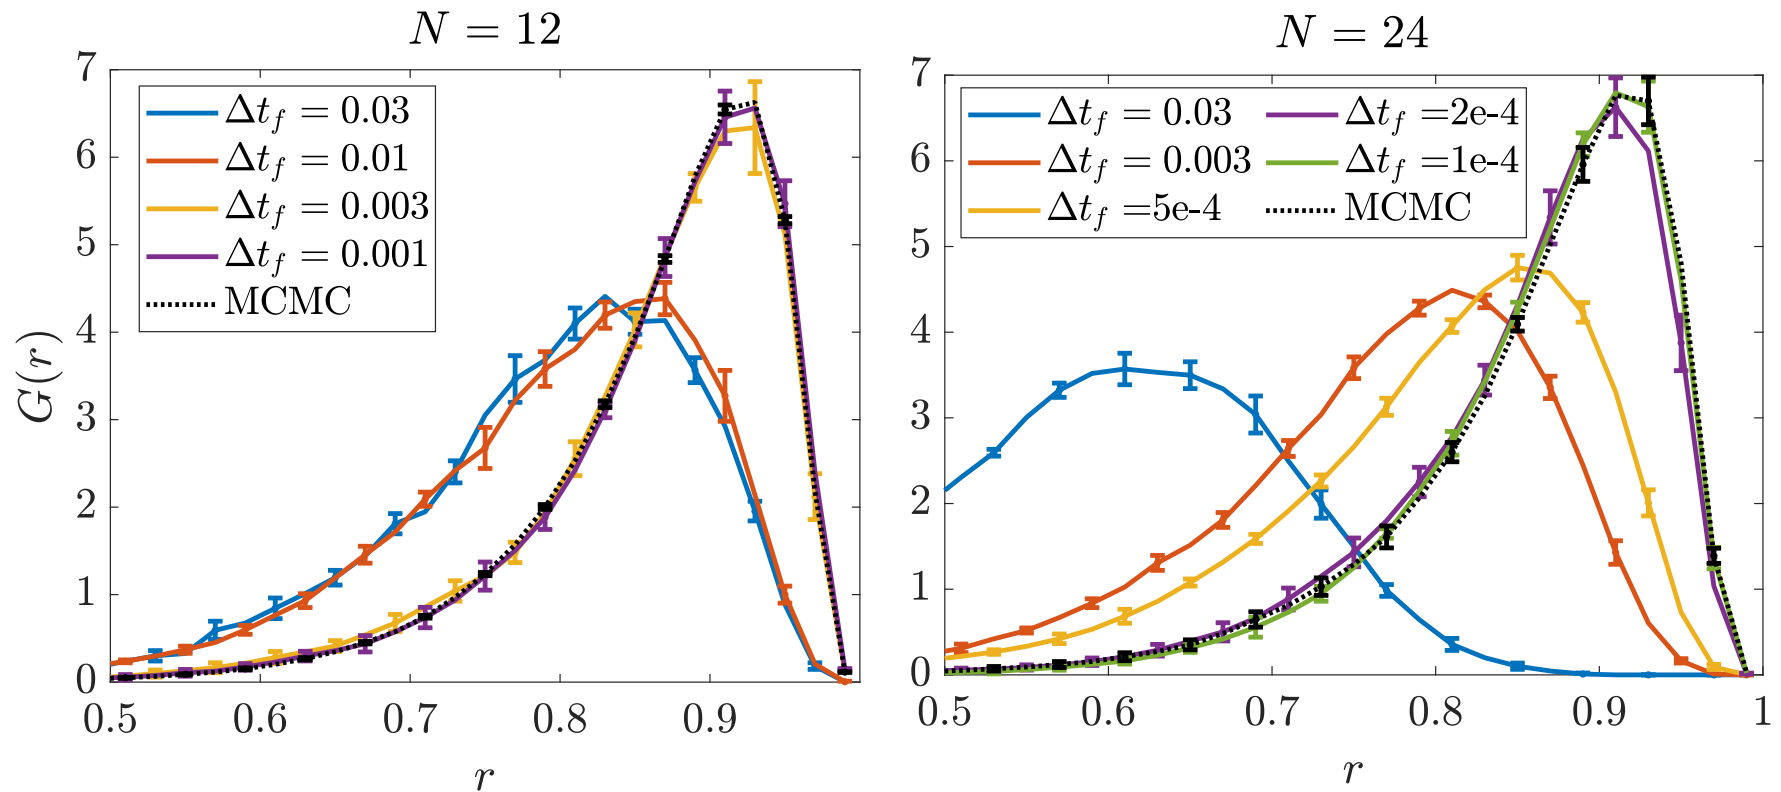 N = 12
7
6
5
4
3
2
1
0
G(r)
Δt_f = 0.03
Δt_f = 0.01
Δt_f = 0.003
Δt_f = 0.001
MCMC
0.5 0.6 0.7 0.8 0.9
r
N = 24
7
6
5
4
3
2
1
0
Δt_f = 0.03 Δt_f =2e-4
Δt_f = 0.003 Δt_f =1e-4
Δt_f =5e-4 MCMC
0.5 0.6 0.7 0.8 0.9 1
r